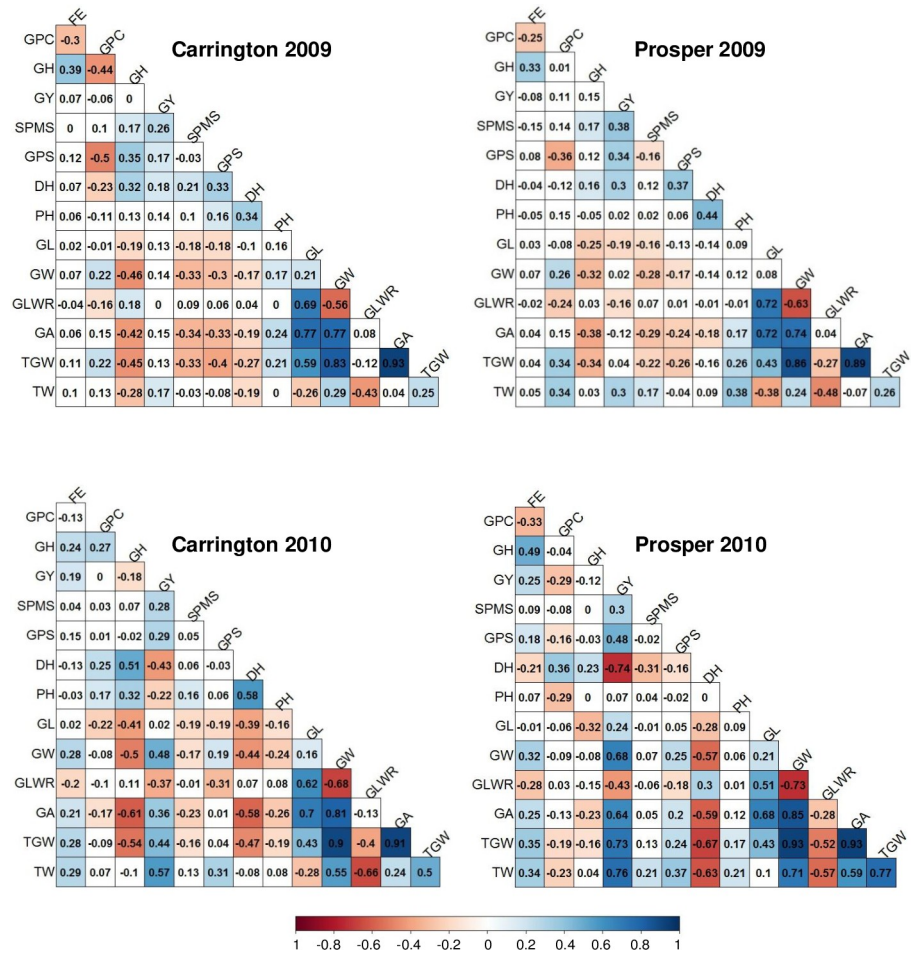 Carrington 2009
FE
GPC -0.3 GPC
GH 0.39 -0.44 GH
GY 0.07 -0.06 0 GY
SPMS 0 0.1 0.17 0.26 SPMS
GPS 0.12 -0.5 0.35 0.17 -0.03 GPS
DH 0.07 -0.23 0.32 0.18 0.21 0.33 DH
PH 0.06 -0.11 0.13 0.14 0.1 0.16 0.34 PH
GL 0.02 -0.01 -0.19 0.13 -0.18 -0.18 -0.1 0.16 GL
GW 0.07 0.22 -0.46 0.14 -0.33 -0.3 -0.17 0.17 0.21 GW
GLWR -0.04 -0.16 0.18 0 0.09 0.06 0.04 0 0.69 -0.56 GLWR
GA 0.06 0.15 -0.42 0.15 -0.34 -0.33 -0.19 0.24 0.77 0.77 0.08 GA
TGW 0.11 0.22 -0.45 0.13 -0.33 -0.4 -0.27 0.21 0.59 0.83 -0.12 0.93 TGW
TW 0.1 0.13 -0.28 0.17 -0.03 -0.08 -0.19 0 -0.26 0.29 -0.43 0.04 0.25
Prosper 2009
FE
GPC -0.25 GPC
GH 0.33 0.01 GH
GY -0.08 0.11 0.15 GY
SPMS -0.15 0.14 0.17 0.38 SPMS
GPS 0.08 -0.36 0.12 0.34 -0.16 GPS
DH -0.04 -0.12 0.16 0.3 0.12 0.37 DH
PH -0.05 0.15 -0.05 0.02 0.02 0.06 0.44 PH
GL 0.03 -0.08 -0.25 -0.19 -0.16 -0.13 -0.14 0.09 GL
GW 0.07 0.26 -0.32 0.02 -0.28 -0.17 -0.14 0.12 0.08 GW
GLWR -0.02 -0.24 0.03 -0.16 0.07 0.01 -0.01 -0.01 0.72 -0.63 GLWR
GA 0.04 0.15 -0.38 -0.12 -0.29 -0.24 -0.18 0.17 0.72 0.74 0.04 GA
TGW 0.04 0.34 -0.34 0.04 -0.22 -0.26 -0.16 0.26 0.43 0.86 -0.27 0.89 TGW
TW 0.05 0.34 0.03 0.3 0.17 -0.04 0.09 0.38 -0.38 0.24 -0.48 -0.07 0.26
Carrington 2010
FE
GPC -0.13 GPC
GH 0.24 0.27 GH
GY 0.19 0 -0.18 GY
SPMS 0.04 0.03 0.07 0.28 SPMS
GPS 0.15 0.01 -0.02 0.29 0.05 GPS
DH -0.13 0.25 0.51 -0.43 0.06 -0.03 DH
PH -0.03 0.17 0.32 -0.22 0.16 0.06 0.58 PH
GL 0.02 -0.22 -0.41 0.02 -0.19 -0.19 -0.39 -0.16 GL
GW 0.28 -0.08 -0.5 0.48 -0.17 0.19 -0.44 -0.24 0.16 GW
GLWR -0.2 -0.1 0.11 -0.37 -0.01 -0.31 0.07 0.08 0.62 -0.68 GLWR
GA 0.21 -0.17 -0.61 0.36 -0.23 0.01 -0.58 -0.26 0.7 0.81 -0.13 GA
TGW 0.28 -0.09 -0.54 0.44 -0.16 0.04 -0.47 -0.19 0.43 0.9 -0.4 0.91 TGW
TW 0.29 0.07 -0.1 0.57 0.13 0.31 -0.08 0.08 -0.28 0.55 -0.66 0.24 0.5
Prosper 2010
FE
GPC -0.33 GPC
GH 0.49 -0.04 GH
GY 0.25 -0.29 -0.12 GY
SPMS 0.09 -0.08 0 0.3 SPMS
GPS 0.18 -0.16 -0.03 0.48 -0.02 GPS
DH -0.21 0.36 0.23 -0.74 -0.31 -0.16 DH
PH 0.07 -0.29 0 0.07 0.04 -0.02 0 PH
GL -0.01 -0.06 -0.32 0.24 -0.01 0.05 -0.28 0.09 GL
GW 0.32 -0.09 -0.08 0.68 0.07 0.25 -0.57 0.06 0.21 GW
GLWR -0.28 0.03 -0.15 -0.43 -0.06 -0.18 0.3 0.01 0.51 -0.73 GLWR
GA 0.25 -0.13 -0.23 0.64 0.05 0.2 -0.59 0.12 0.68 0.85 -0.28 GA
TGW 0.35 -0.19 -0.16 0.73 0.13 0.24 -0.67 0.17 0.43 0.93 -0.52 0.93 TGW
TW 0.34 -0.23 0.04 0.76 0.21 0.37 -0.63 0.21 0.1 0.71 -0.57 0.59 0.77
1 -0.8 -0.6 -0.4 -0.2 0 0.2 0.4 0.6 0.8 1